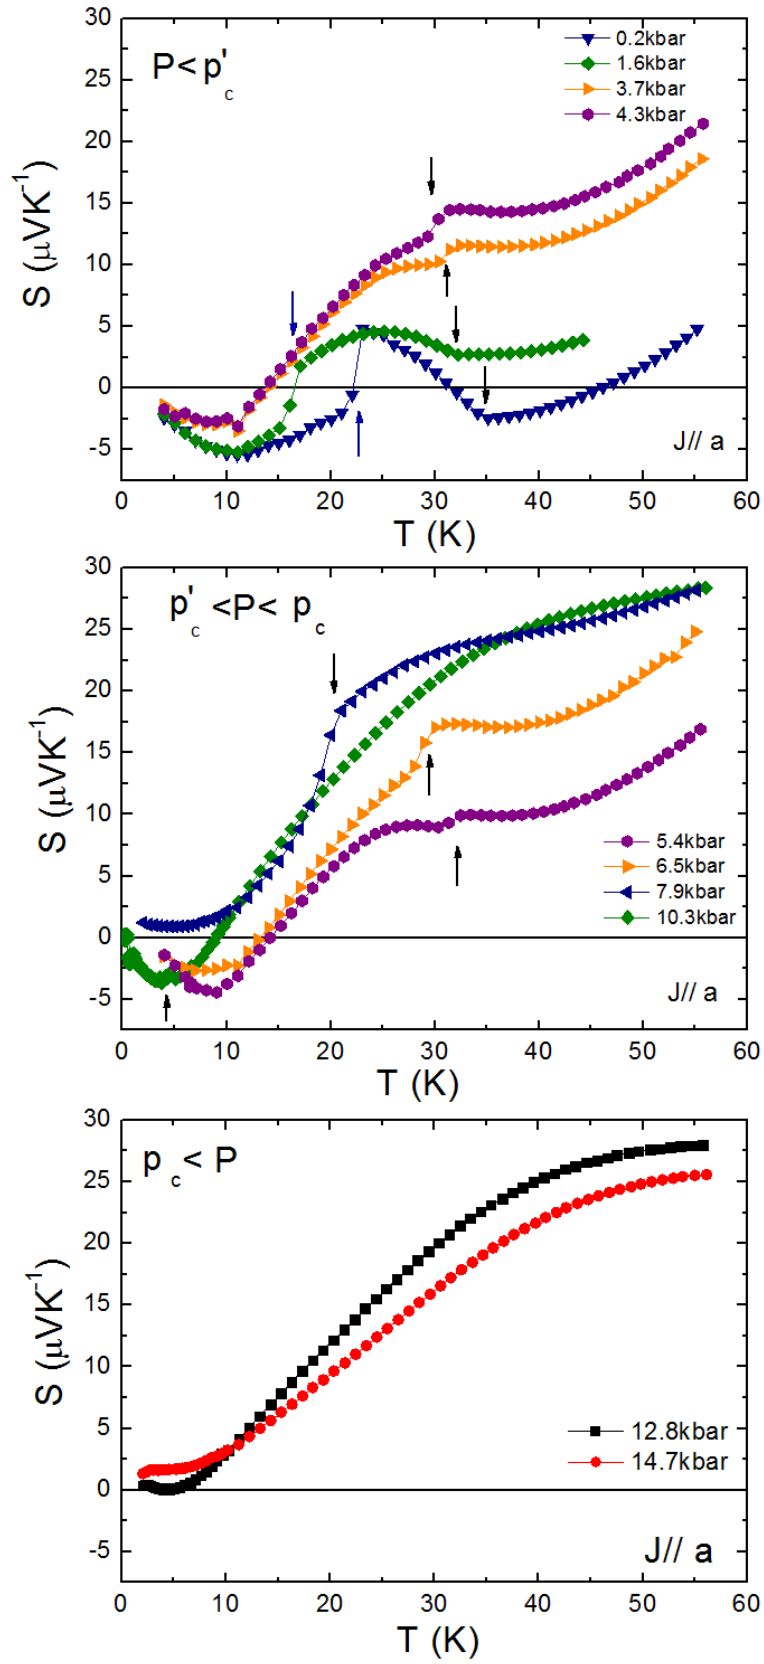 30
25
20
15
10
5
0
-5
S (μVK⁻¹)
P< p'c
0.2kbar
1.6kbar
3.7kbar
4.3kbar
J// a
0 10 20 30 40 50 60
T (K)
30
25
20
15
10
5
0
-5
S (μVK⁻¹)
p'c <P< pc
5.4kbar
6.5kbar
7.9kbar
10.3kbar
J// a
0 10 20 30 40 50 60
T (K)
30
25
20
15
10
5
0
-5
S (μVK⁻¹)
pc< P
12.8kbar
14.7kbar
J// a
0 10 20 30 40 50 60
T (K)